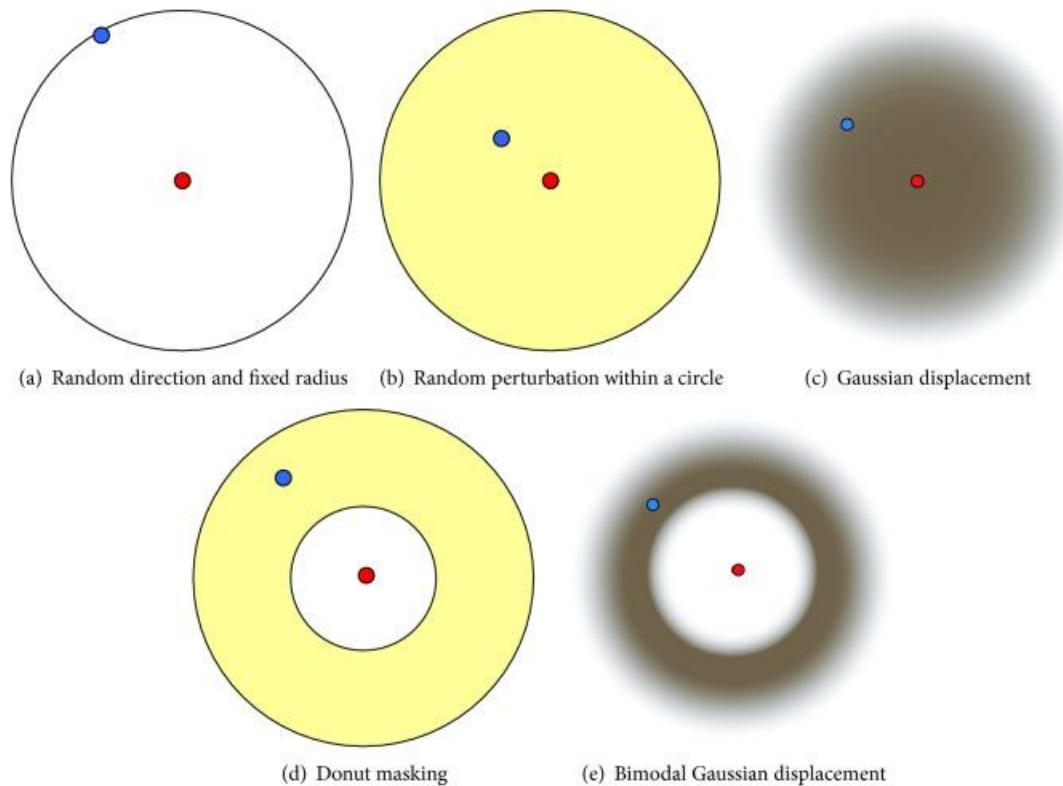 (a) Random direction and fixed radius
(b) Random perturbation within a circle
(c) Gaussian displacement
(d) Donut masking
(e) Bimodal Gaussian displacement